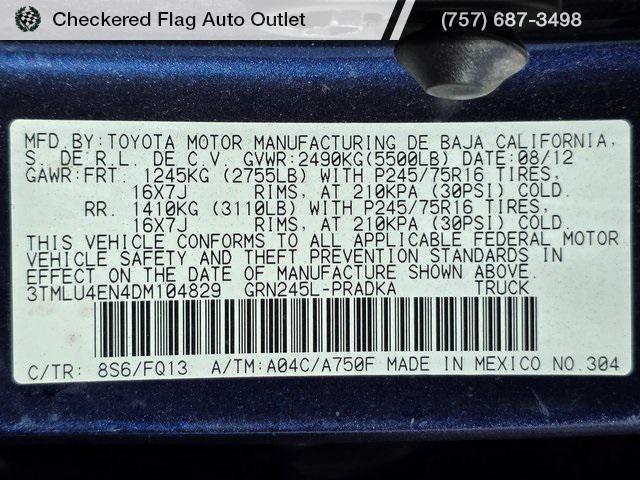 Checkered Flag Auto Outlet
(757) 687-3498
MFD.BY:TOYOTA MOTOR MANUFACTURING DE BAJA CALIFORNIA,
S. DE R.L. DE C.V. GVWR:2490KG(5500LB) DATE:08/12
GAWR:FRT. 1245KG (2755LB) WITH P245/75R16 TIRES,
16X7J RIMS, AT 210KPA (30PSI) COLD.
RR. 1410KG (3110LB) WITH P245/75R16 TIRES,
16X7J RIMS, AT 210KPA (30PSI) COLD.
THIS VEHICLE CONFORMS TO ALL APPLICABLE FEDERAL MOTOR
VEHICLE SAFETY AND THEFT PREVENTION STANDARDS IN
EFFECT ON THE DATE OF MANUFACTURE SHOWN ABOVE.
3TMLU4EN4DM104829 GRN245L-PRADKA TRUCK
C/TR: 8S6/FQ13 A/TM:A04C/A750F MADE IN MEXICO NO.304